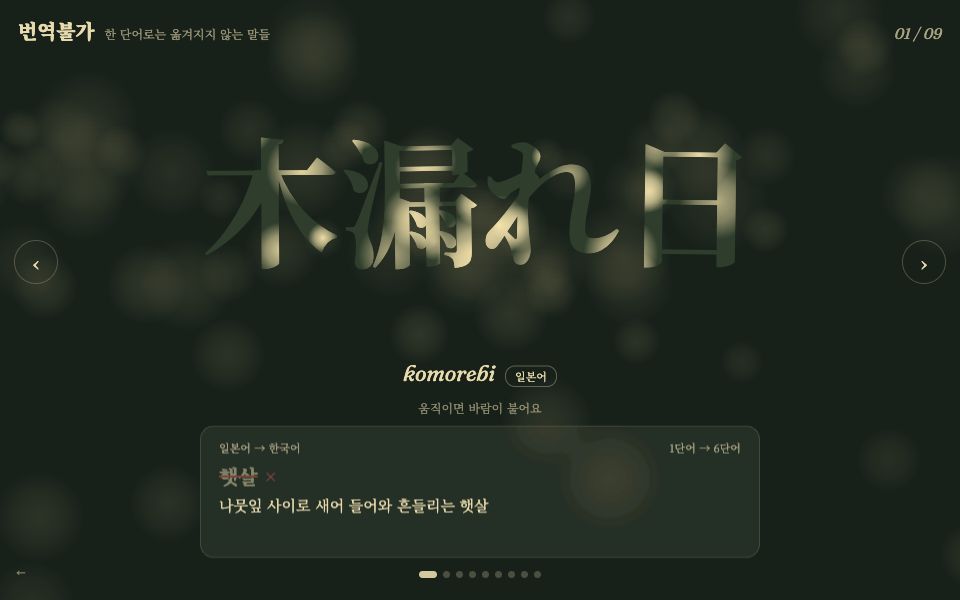 번역불가 한 단어로는 옮겨지지 않는 말들
01 / 09
木漏れ日
‹
›
komorebi 일본어
움직이면 바람이 불어요
일본어 → 한국어
1단어 → 6단어
햇살 ×
나뭇잎 사이로 새어 들어와 흔들리는 햇살
←